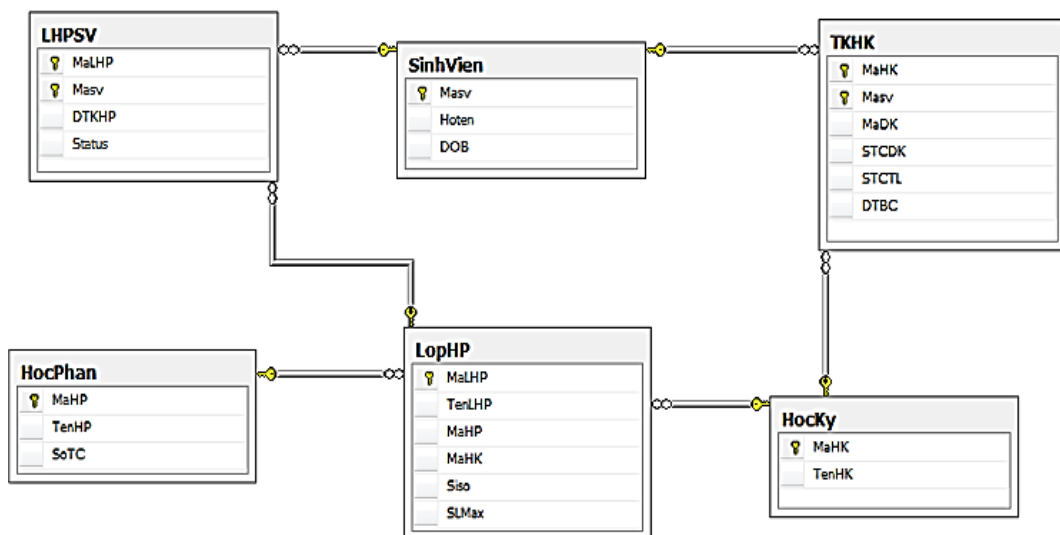 LHPSV
MaLHP
Masv
DTKHP
Status
SinhVien
Masv
Hoten
DOB
TKHK
MaHK
Masv
MaDK
STCDK
STCTL
DTBC
HocPhan
MaHP
TenHP
SoTC
LopHP
MaLHP
TenLHP
MaHP
MaHK
Siso
SLMax
HocKy
MaHK
TenHK